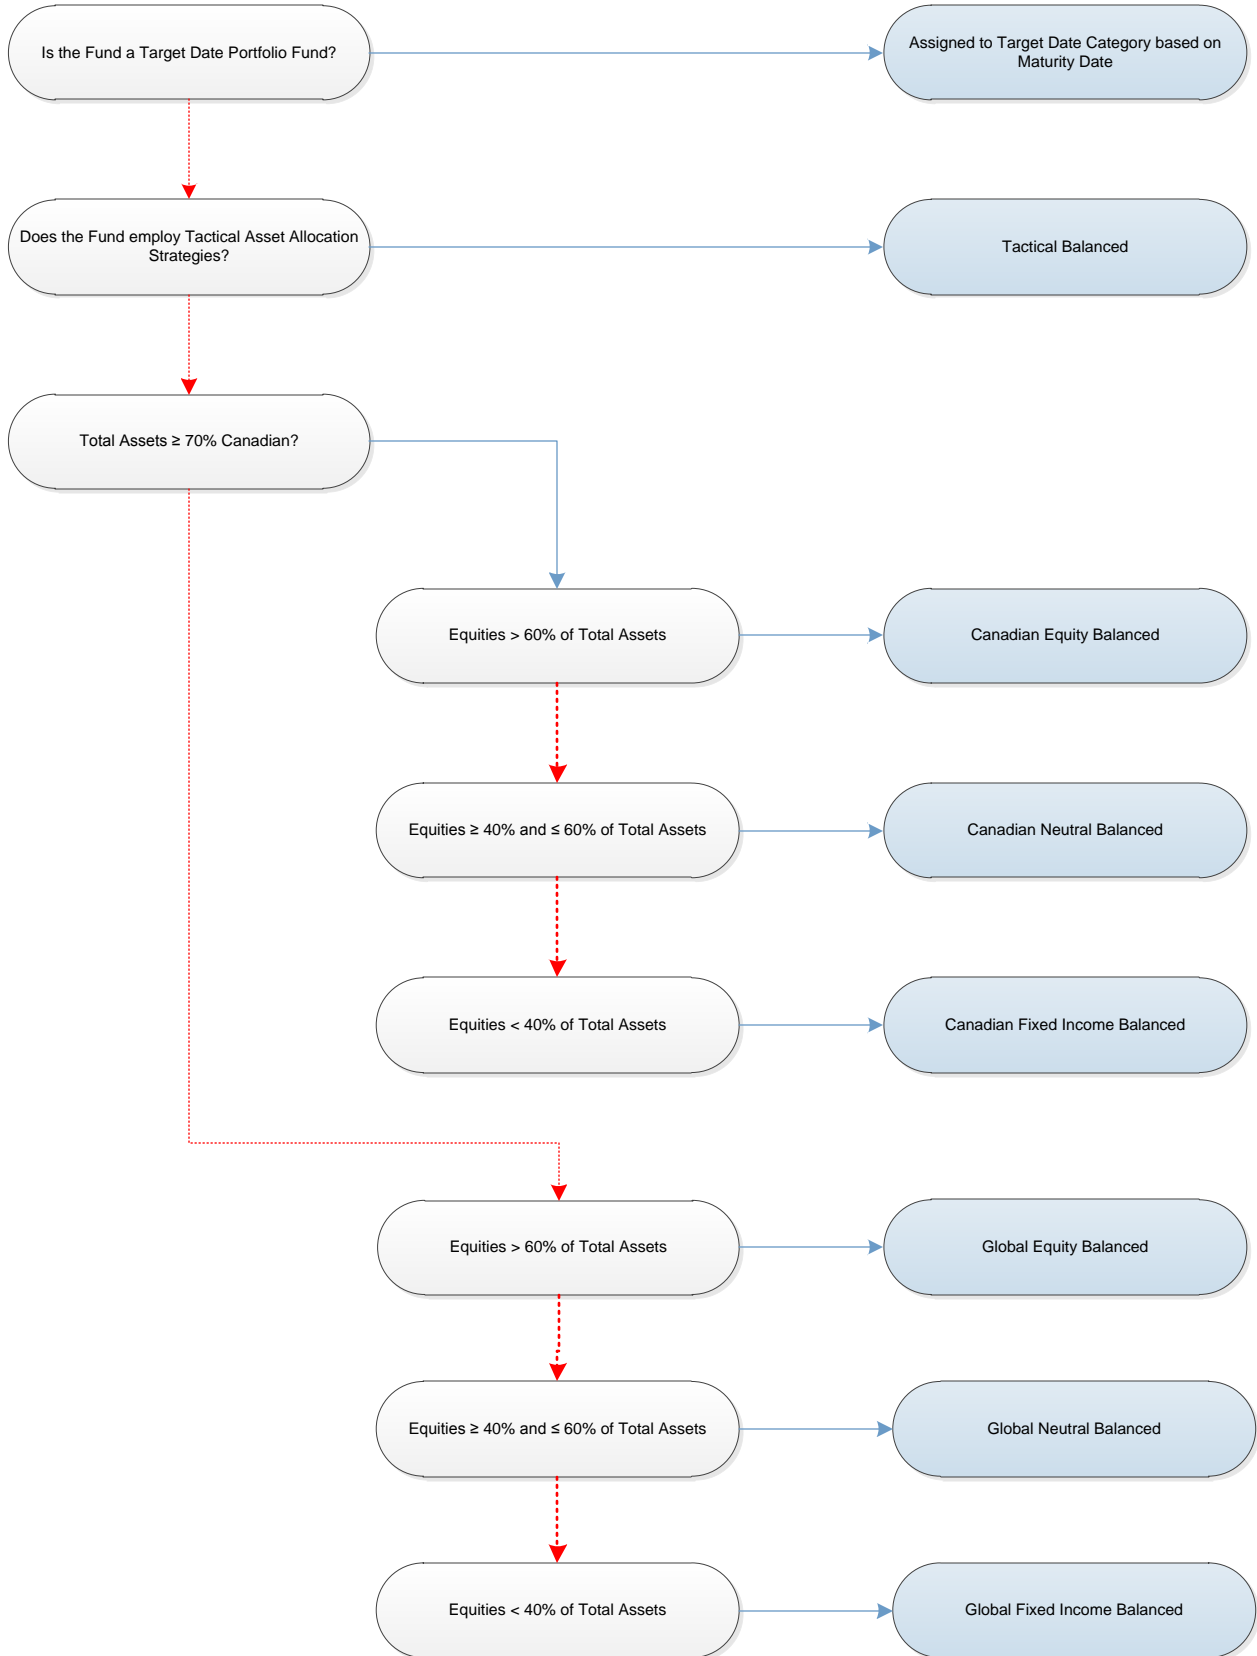 Is the Fund a Target Date Portfolio Fund?
Assigned to Target Date Category based on
Maturity Date
Does the Fund employ Tactical Asset Allocation
Strategies?
Tactical Balanced
Total Assets ≥ 70% Canadian?
Equities > 60% of Total Assets
Canadian Equity Balanced
Equities ≥ 40% and ≤ 60% of Total Assets
Canadian Neutral Balanced
Equities < 40% of Total Assets
Canadian Fixed Income Balanced
Equities > 60% of Total Assets
Global Equity Balanced
Equities ≥ 40% and ≤ 60% of Total Assets
Global Neutral Balanced
Equities < 40% of Total Assets
Global Fixed Income Balanced